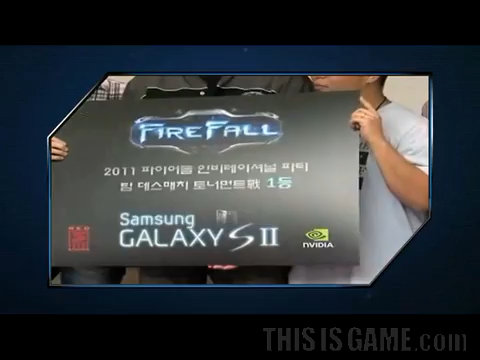 FIREFALL
2011 파이어폴 인비테이셔널 파티
팀 데스매치 토너먼트戰 1등
Samsung
GALAXY S II
NVIDIA
THIS IS GAME.com